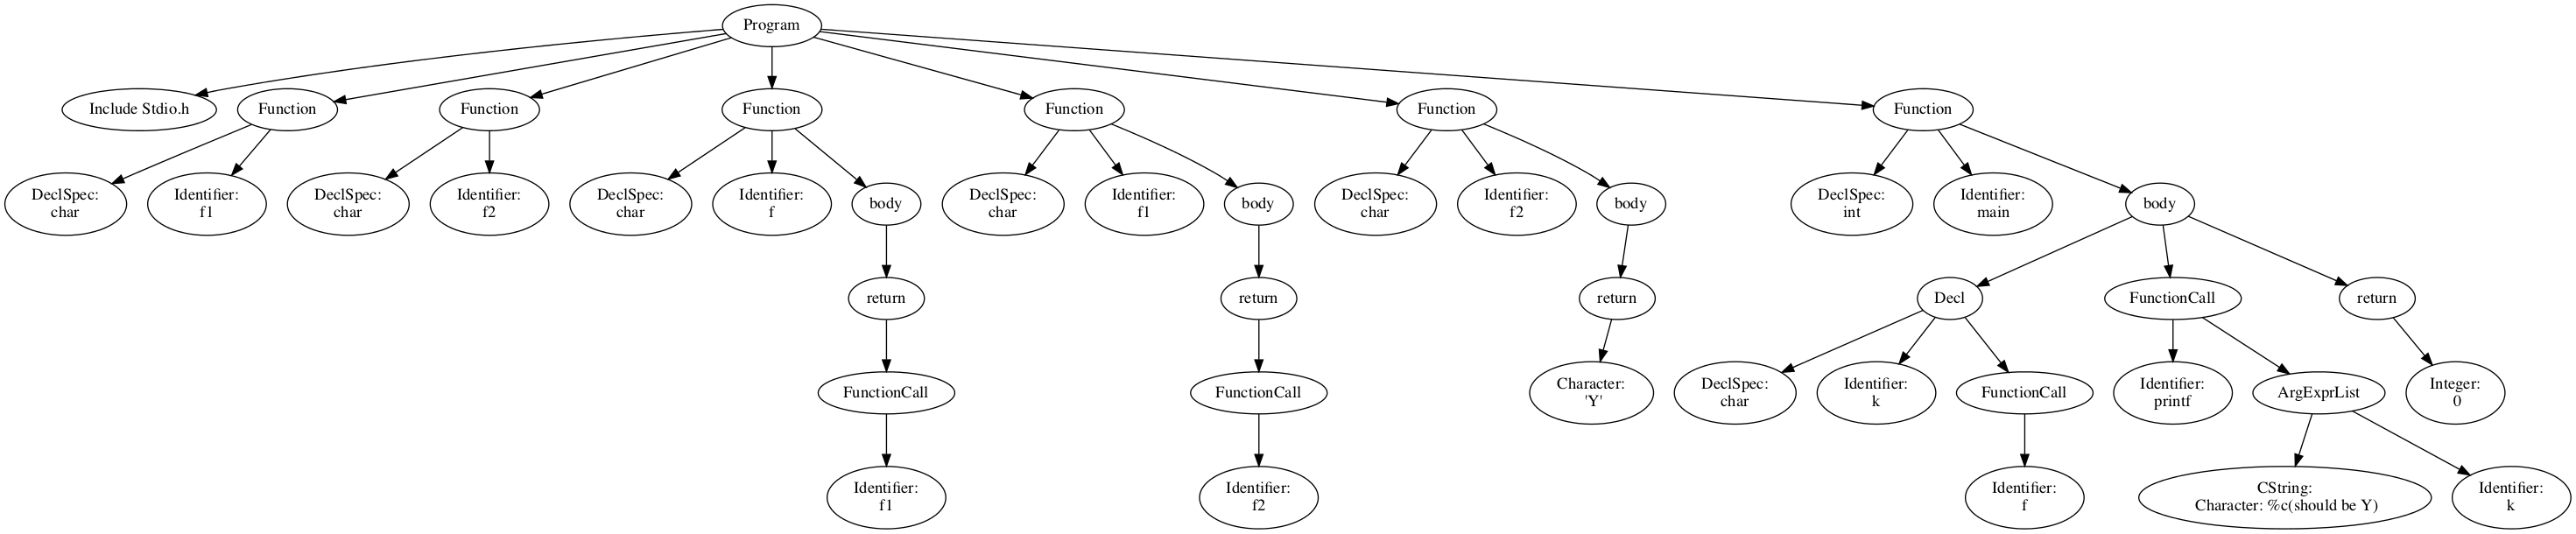 Program
Include Stdio.h
Function
Function
Function
Function
Function
Function
DeclSpec:
char
Identifier:
f1
DeclSpec:
char
Identifier:
f2
DeclSpec:
char
Identifier:
f
body
DeclSpec:
char
Identifier:
f1
body
DeclSpec:
char
Identifier:
f2
body
DeclSpec:
int
Identifier:
main
body
return
return
return
Decl
FunctionCall
return
FunctionCall
FunctionCall
Character:
'Y'
DeclSpec:
char
Identifier:
k
FunctionCall
Identifier:
printf
ArgExprList
Integer:
0
Identifier:
f1
Identifier:
f2
Identifier:
f
CString:
Character: %c(should be Y)
Identifier:
k